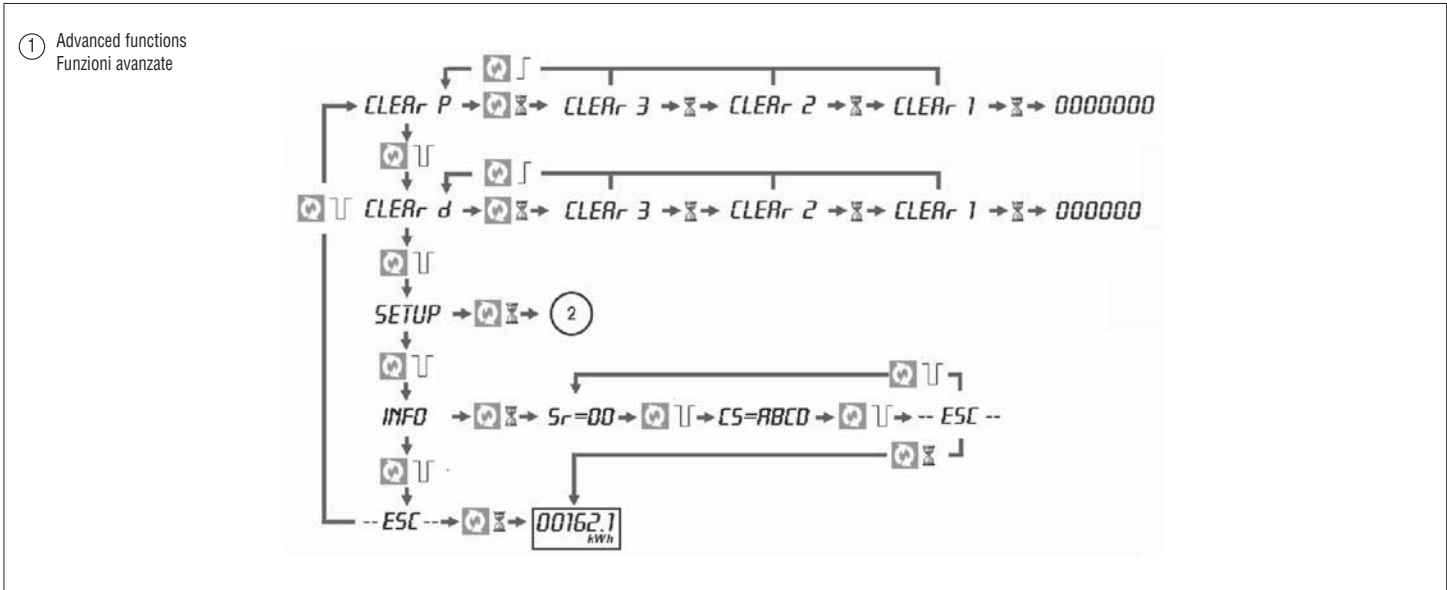 1 Advanced functions
Funzioni avanzate
CLEAr P CLEAr 3 CLEAr 2 CLEAr 1 0000000
CLEAr d CLEAr 3 CLEAr 2 CLEAr 1 000000
SETUP 2
INFO Sr=00 CS=ABCD -- ESC --
-- ESC -- 00162.1
kWh